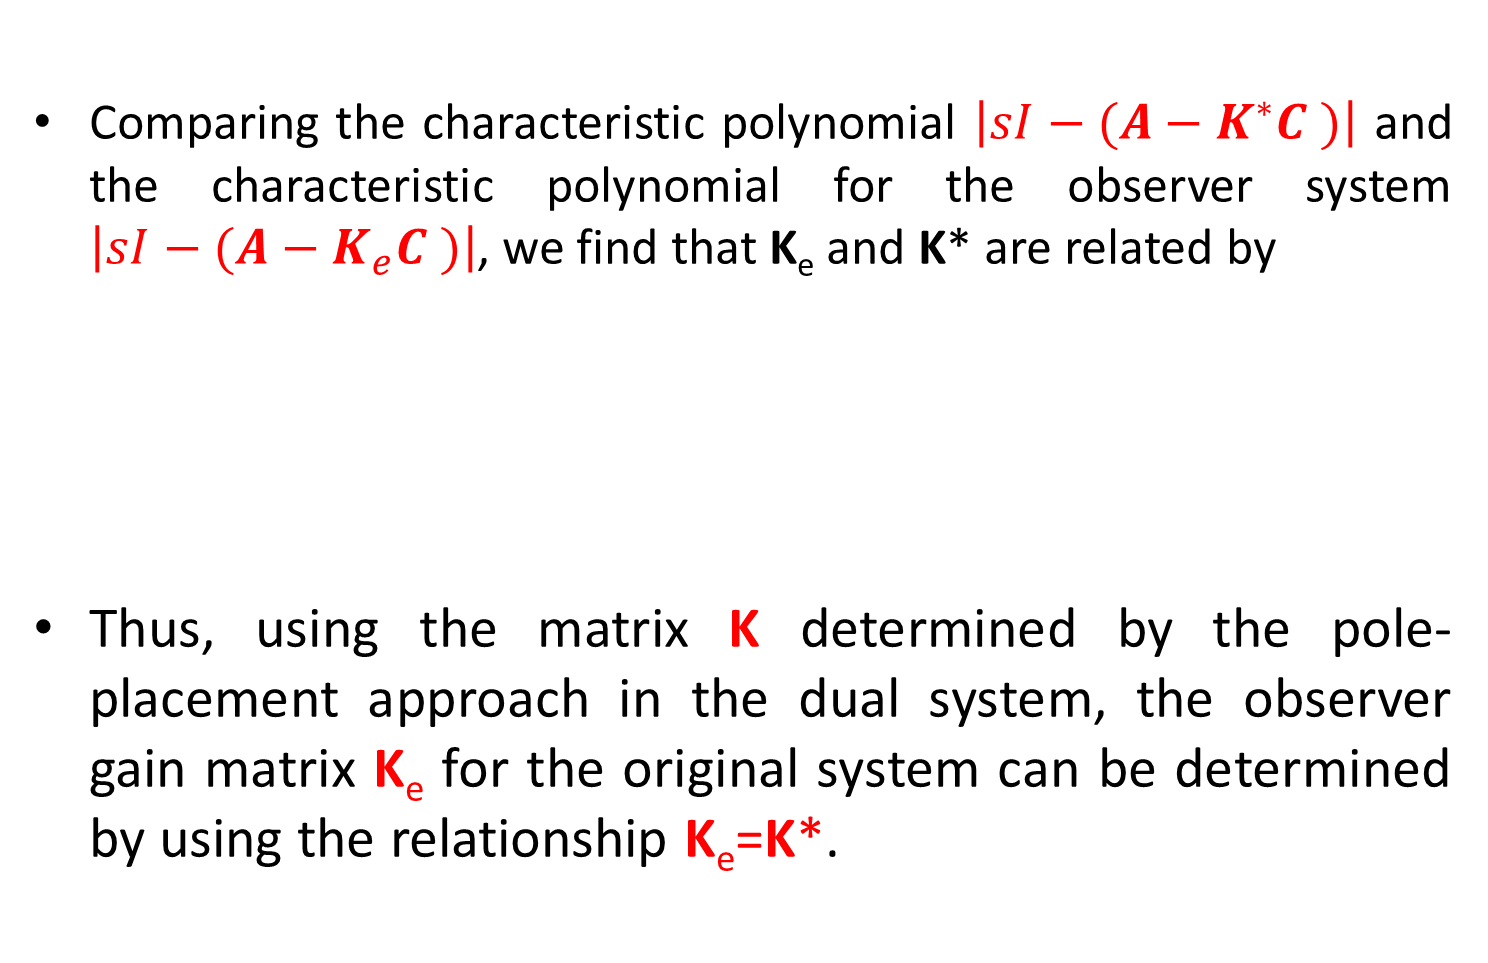 • Comparing the characteristic polynomial |sI − (A − K*C )| and
the characteristic polynomial for the observer system
|sI − (A − KₑC )|, we find that Kₑ and K* are related by
• Thus, using the matrix K determined by the pole-
placement approach in the dual system, the observer
gain matrix Kₑ for the original system can be determined
by using the relationship Kₑ=K*.